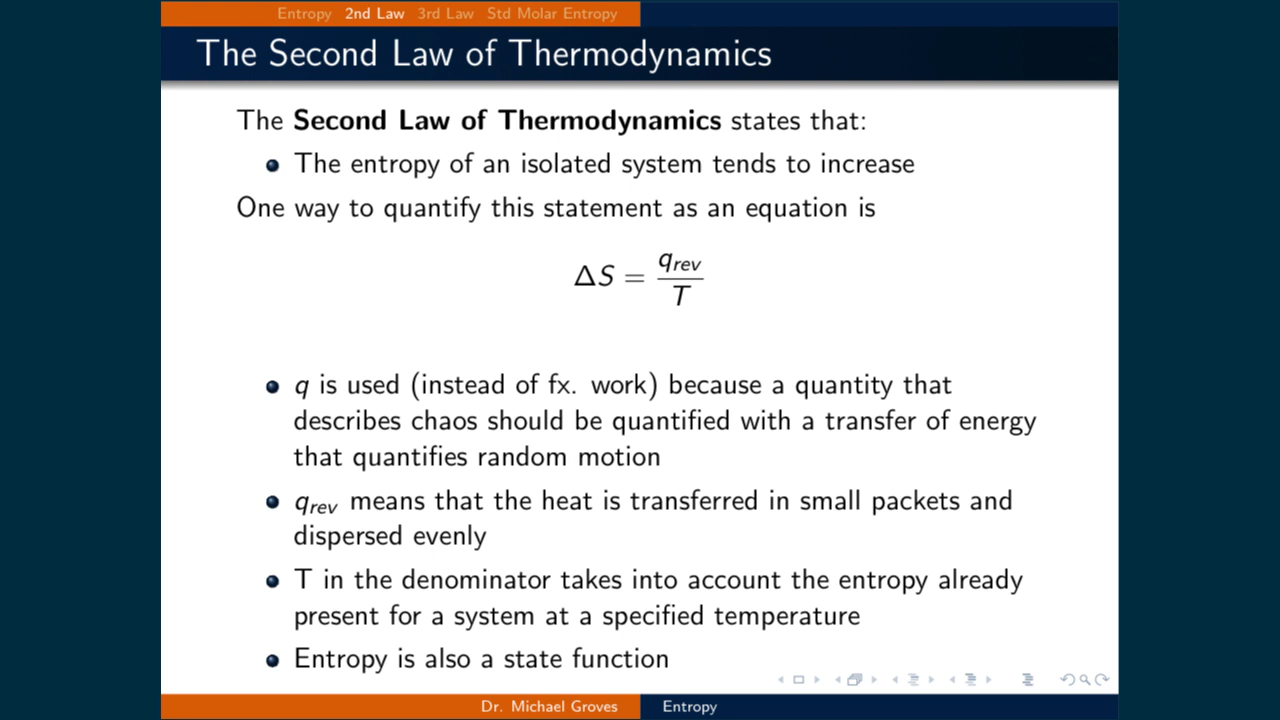 Entropy 2nd Law 3rd Law Std Molar Entropy
The Second Law of Thermodynamics
The Second Law of Thermodynamics states that:
The entropy of an isolated system tends to increase
One way to quantify this statement as an equation is
ΔS = q_rev / T
q is used (instead of fx. work) because a quantity that
describes chaos should be quantified with a transfer of energy
that quantifies random motion
q_rev means that the heat is transferred in small packets and
dispersed evenly
T in the denominator takes into account the entropy already
present for a system at a specified temperature
Entropy is also a state function
Dr. Michael Groves Entropy